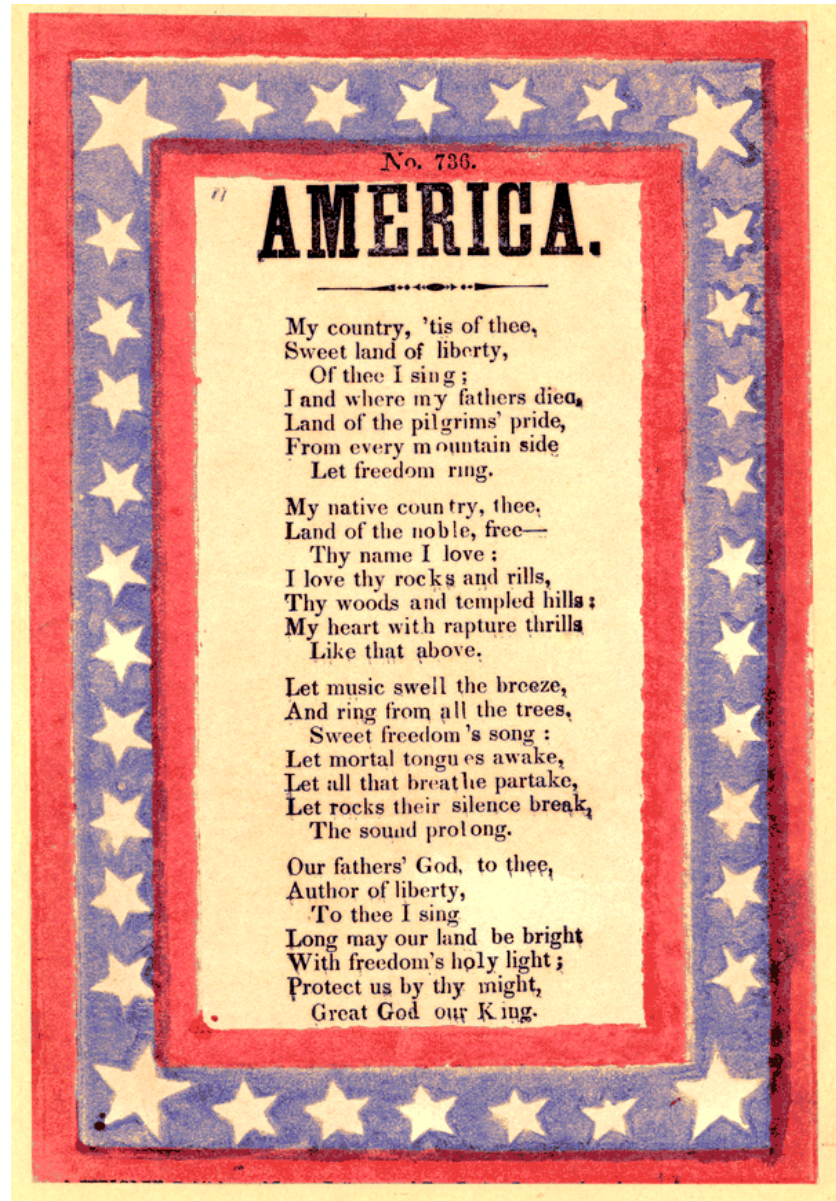 No. 736.
AMERICA.
My country, 'tis of thee,
Sweet land of liberty,
Of thee I sing;
Land where my fathers died,
Land of the pilgrims' pride,
From every mountain side
Let freedom ring.
My native country, thee,
Land of the noble, free—
Thy name I love:
I love thy rocks and rills,
Thy woods and templed hills;
My heart with rapture thrills
Like that above.
Let music swell the breeze,
And ring from all the trees,
Sweet freedom's song:
Let mortal tongues awake,
Let all that breathe partake,
Let rocks their silence break,
The sound prolong.
Our fathers' God, to thee,
Author of liberty,
To thee I sing
Long may our land be bright
With freedom's holy light;
Protect us by thy might,
Great God our King.